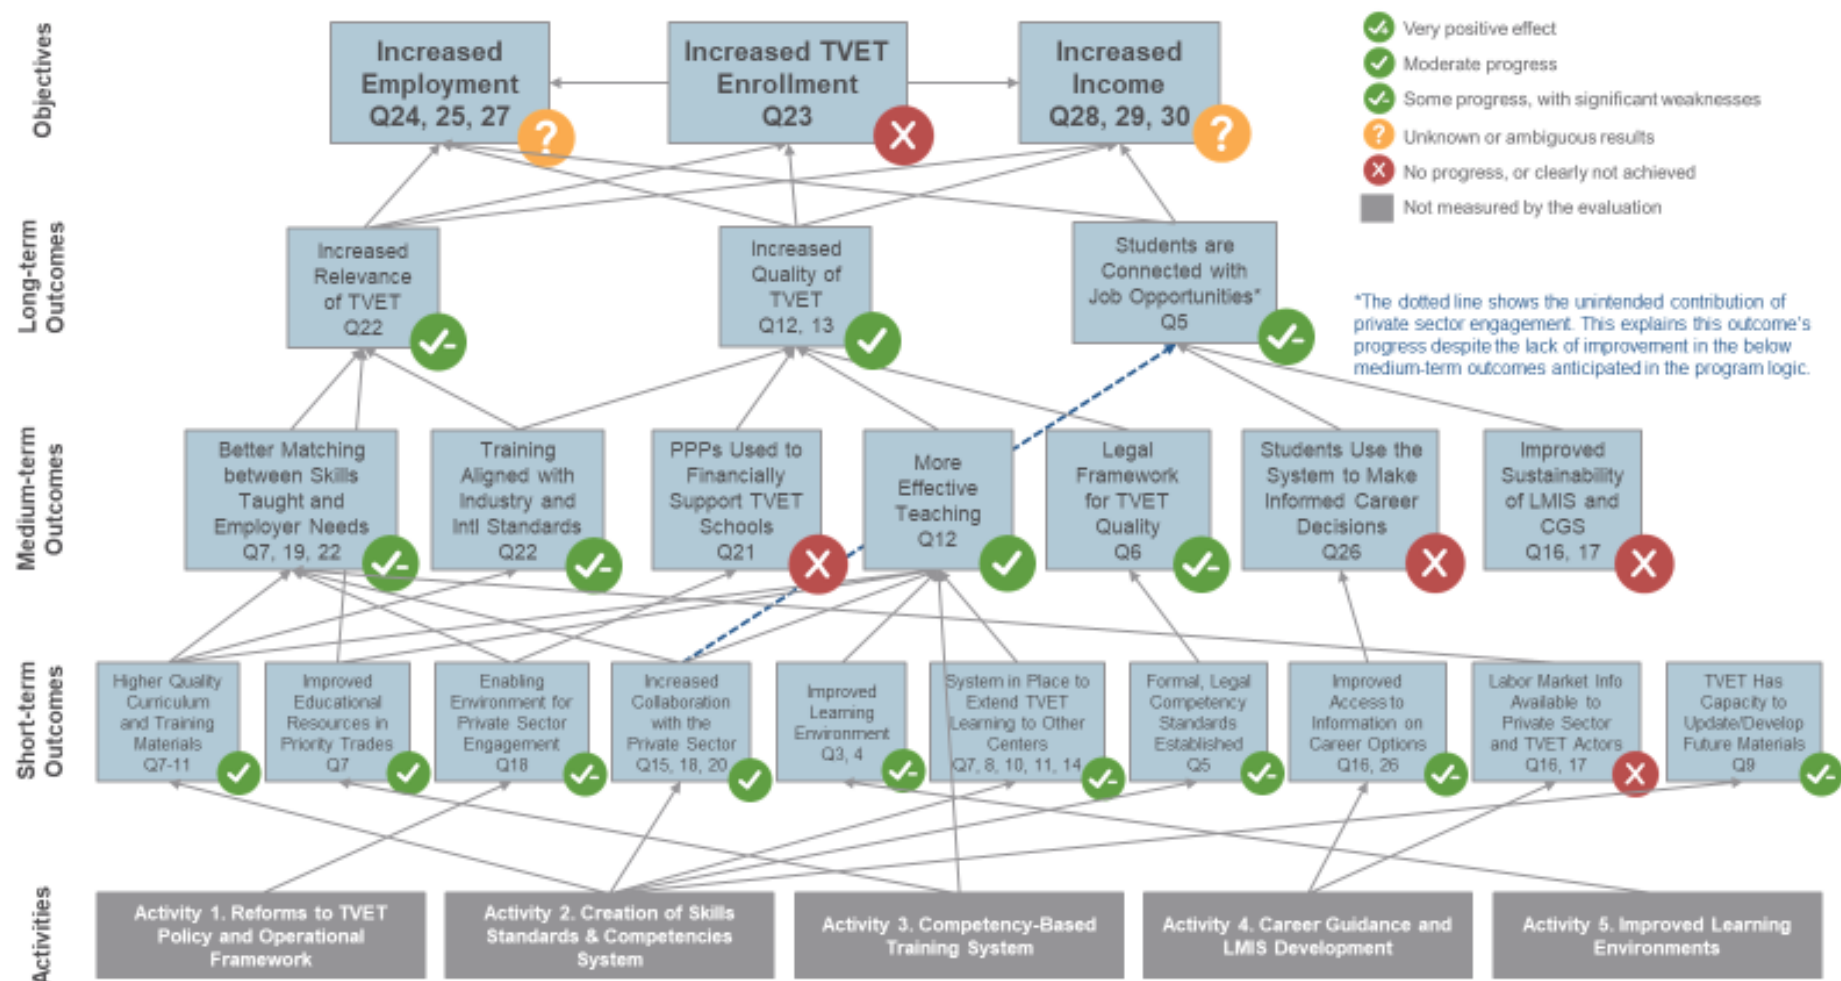 Objectives
Increased
Employment
Q24, 25, 27
Increased TVET
Enrollment
Q23
Increased
Income
Q28, 29, 30
Very positive effect
Moderate progress
Some progress, with significant weaknesses
Unknown or ambiguous results
No progress, or clearly not achieved
Not measured by the evaluation
Long-term
Outcomes
Increased
Relevance
of TVET
Q22
Increased
Quality of
TVET
Q12, 13
Students are
Connected with
Job Opportunities*
Q5
*The dotted line shows the unintended contribution of
private sector engagement. This explains this outcome's
progress despite the lack of improvement in the below
medium-term outcomes anticipated in the program logic.
Medium-term
Outcomes
Better Matching
between Skills
Taught and
Employer Needs
Q7, 19, 22
Training
Aligned with
Industry and
Intl Standards
Q22
PPPs Used to
Financially
Support TVET
Schools
Q21
More
Effective
Teaching
Q12
Legal
Framework
for TVET
Quality
Q6
Students Use the
System to Make
Informed Career
Decisions
Q26
Improved
Sustainability
of LMIS and
CGS
Q16, 17
Short-term
Outcomes
Higher Quality
Curriculum
and Training
Materials
Q7-11
Improved
Educational
Resources in
Priority Trades
Q7
Enabling
Environment for
Private Sector
Engagement
Q18
Increased
Collaboration
with the
Private Sector
Q15, 18, 20
Improved
Learning
Environment
Q3, 4
System in Place to
Extend TVET
Learning to Other
Centers
Q7, 8, 10, 11, 14
Formal, Legal
Competency
Standards
Established
Q5
Improved
Access to
Information on
Career Options
Q16, 26
Labor Market Info
Available to
Private Sector
and TVET Actors
Q16, 17
TVET Has
Capacity to
Update/Develop
Future Materials
Q9
Activities
Activity 1. Reforms to TVET
Policy and Operational
Framework
Activity 2. Creation of Skills
Standards & Competencies
System
Activity 3. Competency-Based
Training System
Activity 4. Career Guidance and
LMIS Development
Activity 5. Improved Learning
Environments